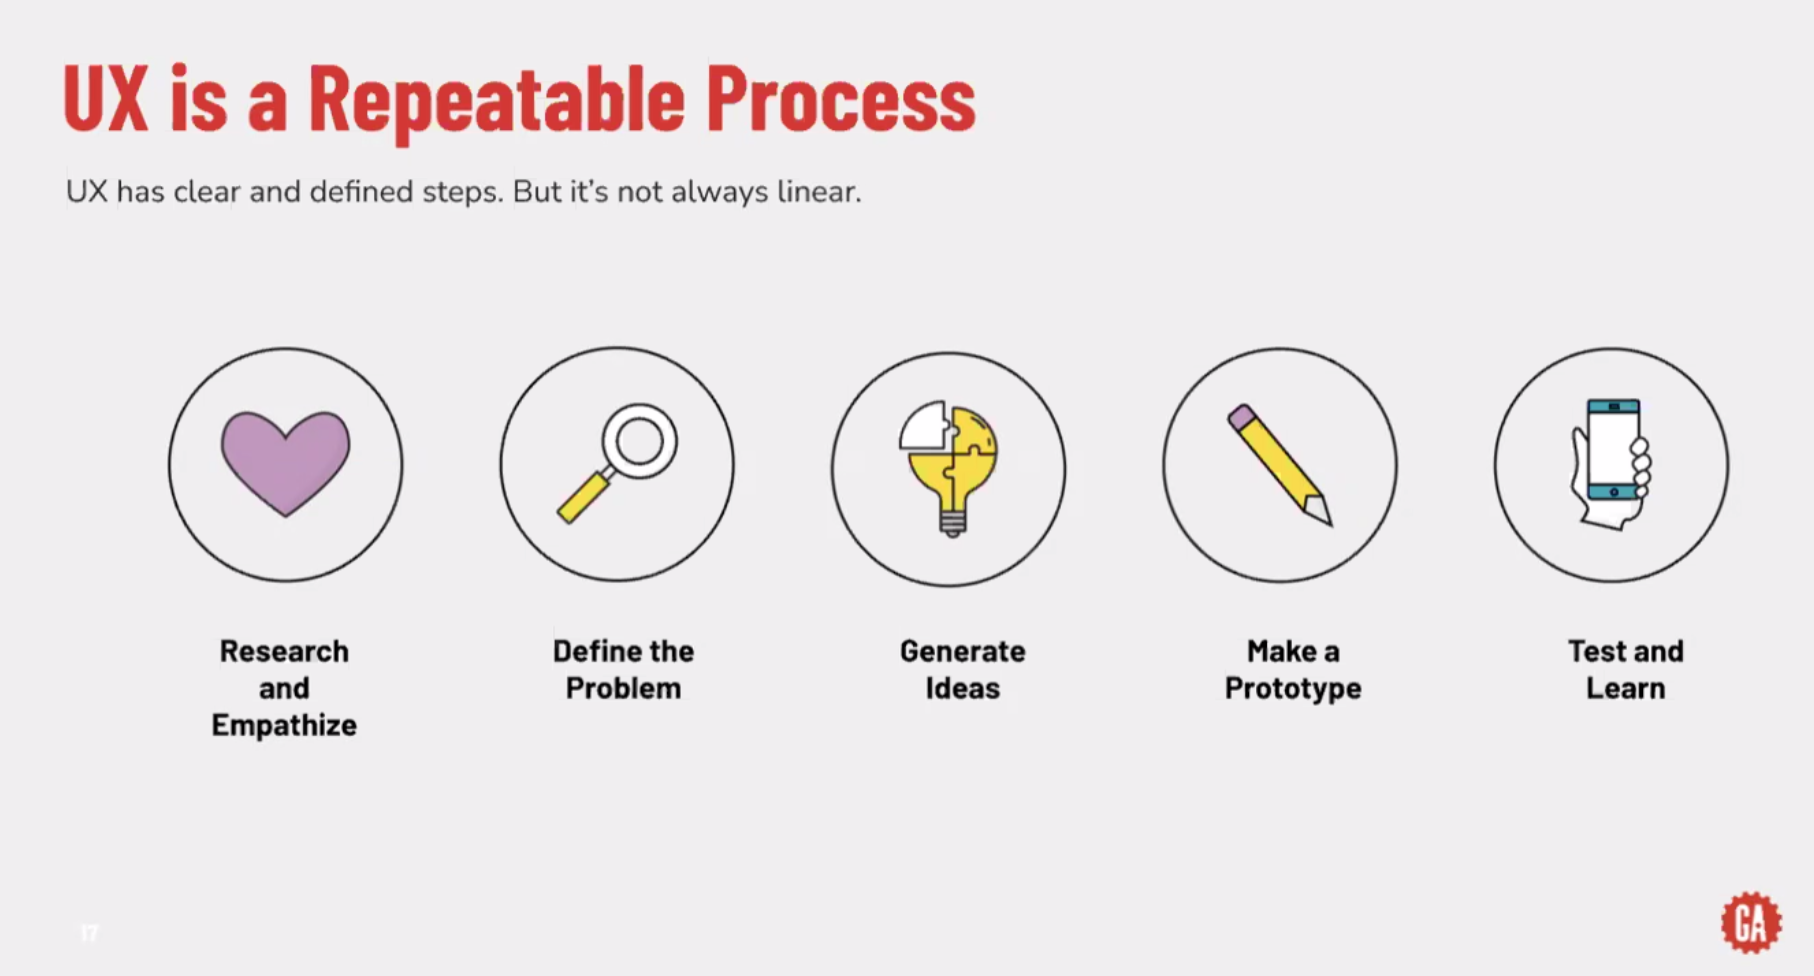 UX is a Repeatable Process
UX has clear and defined steps. But it's not always linear.
Research
and
Empathize
Define the
Problem
Generate
Ideas
Make a
Prototype
Test and
Learn
17
GA